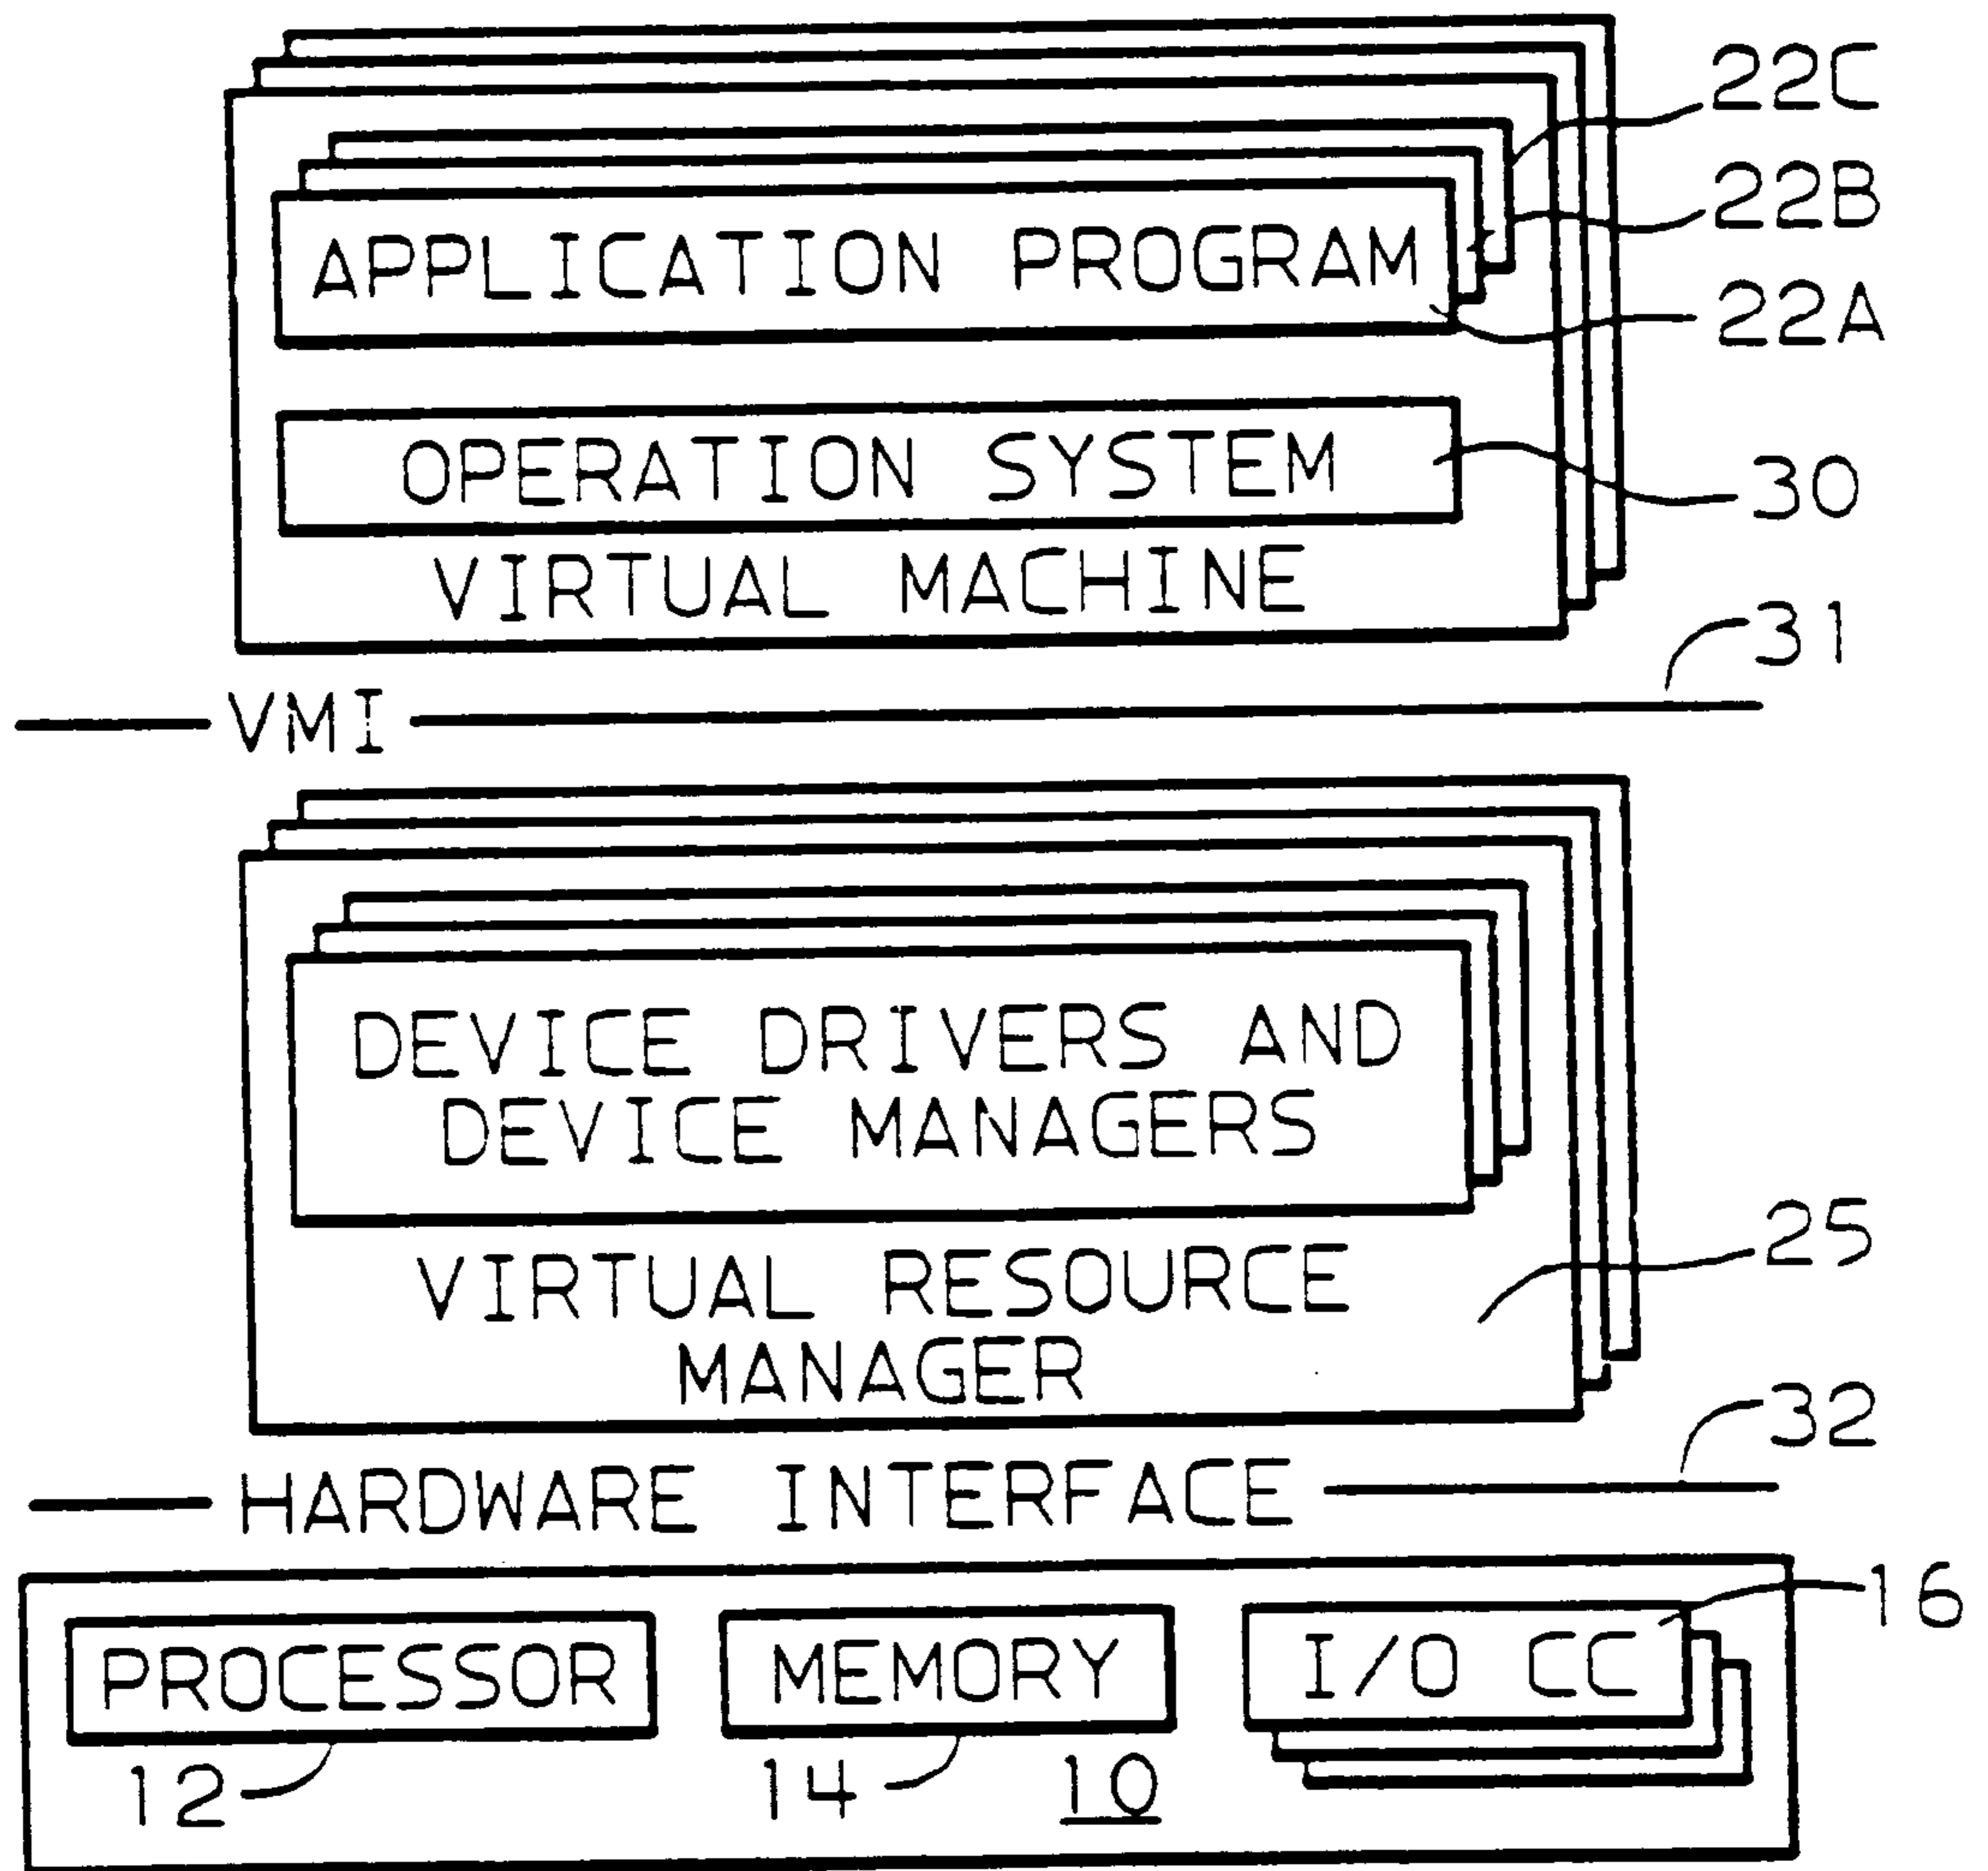 22C
22B
APPLICATION PROGRAM
22A
OPERATION SYSTEM
30
VIRTUAL MACHINE
31
VMI
DEVICE DRIVERS AND
DEVICE MANAGERS
25
VIRTUAL RESOURCE
MANAGER
32
HARDWARE INTERFACE
16
PROCESSOR
MEMORY
I/O CC
12
14
10